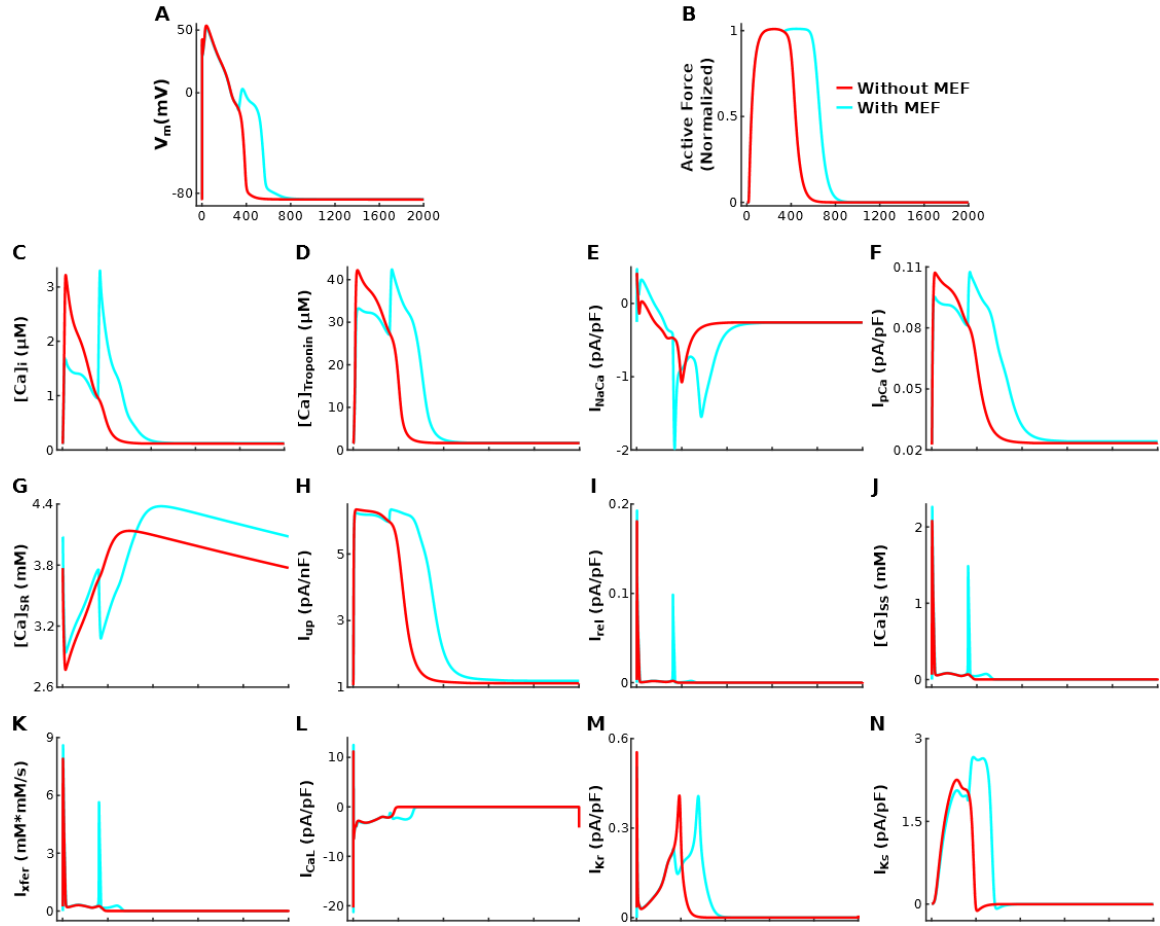 A
B
50
0
-80
Vm(mV)
0 400 800 1200 1600 2000
1
0.5
0
Active Force
(Normalized)
Without MEF
With MEF
0 400 800 1200 1600 2000
C
D
E
F
3
2
1
0
[Ca]i (µM)
40
30
20
10
0
[Ca]Troponin (µM)
0
-1
-2
INaCa (pA/pF)
0.11
0.08
0.05
0.02
IpCa (pA/pF)
G
H
I
J
4.4
3.8
3.2
2.6
[Ca]SR (mM)
6
3
1
Iup (pA/nF)
0.2
0.1
0
Irel (pA/pF)
2
1
0
[Ca]SS (mM)
K
L
M
N
9
6
3
0
Ixfer (mM*mM/s)
10
0
-10
-20
ICaL (pA/pF)
0.6
0.3
0
IKr (pA/pF)
3
1.5
0
IKs (pA/pF)